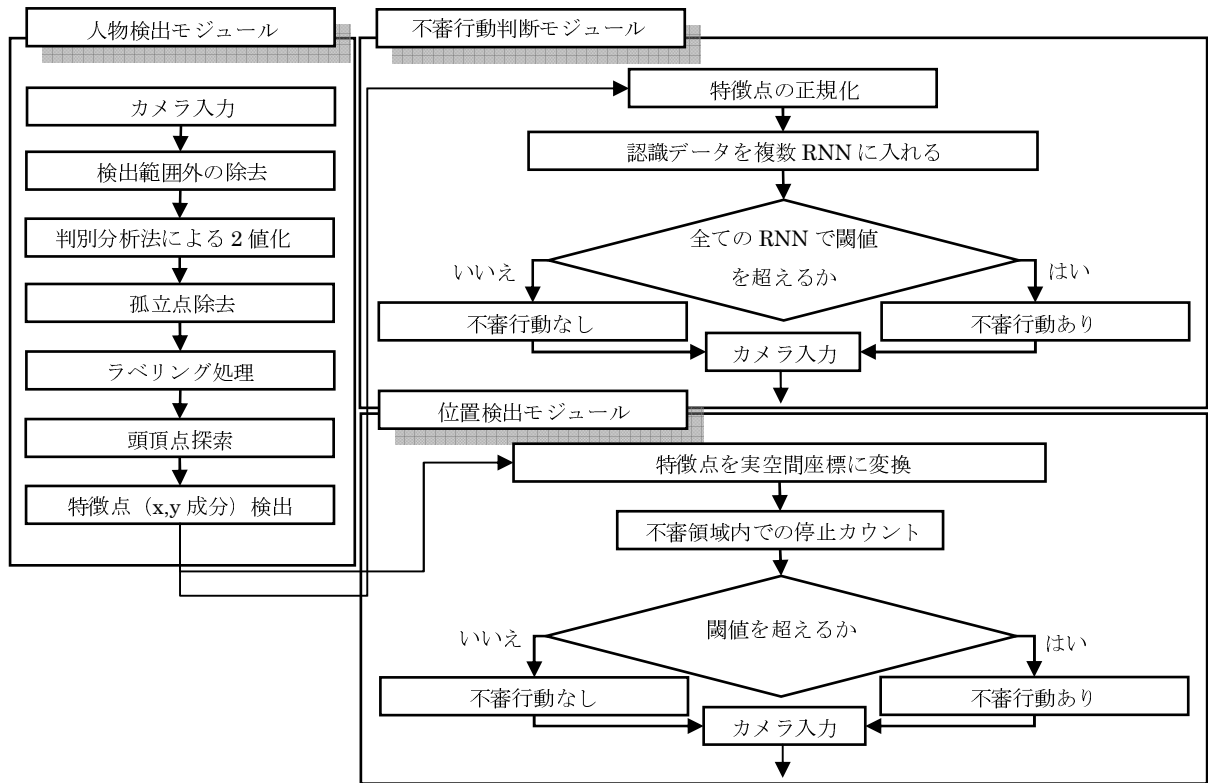 人物検出モジュール
カメラ入力
検出範囲外の除去
判別分析法による 2 値化
孤立点除去
ラベリング処理
頭頂点探索
特徴点（x,y 成分）検出
不審行動判断モジュール
特徴点の正規化
認識データを複数 RNN に入れる
全ての RNN で閾値
を超えるか
いいえ
はい
不審行動なし
不審行動あり
カメラ入力
位置検出モジュール
特徴点を実空間座標に変換
不審領域内での停止カウント
閾値を超えるか
いいえ
はい
不審行動なし
不審行動あり
カメラ入力